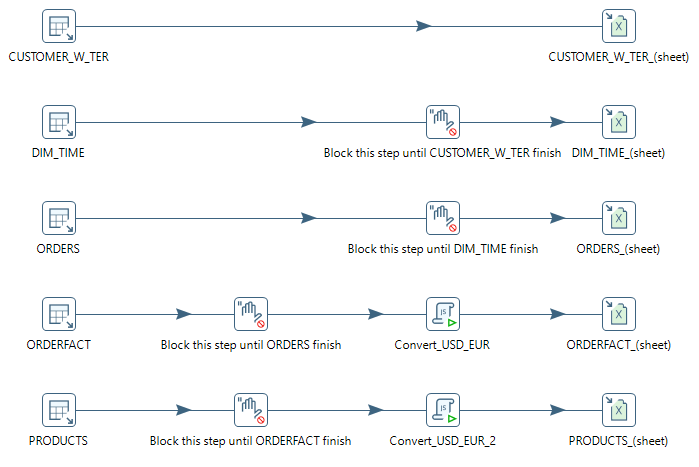 CUSTOMER_W_TER
CUSTOMER_W_TER_(sheet)
DIM_TIME
Block this step until CUSTOMER_W_TER finish
DIM_TIME_(sheet)
ORDERS
Block this step until DIM_TIME finish
ORDERS_(sheet)
JS
ORDERFACT
Block this step until ORDERS finish
Convert_USD_EUR
ORDERFACT_(sheet)
JS
PRODUCTS
Block this step until ORDERFACT finish
Convert_USD_EUR_2
PRODUCTS_(sheet)